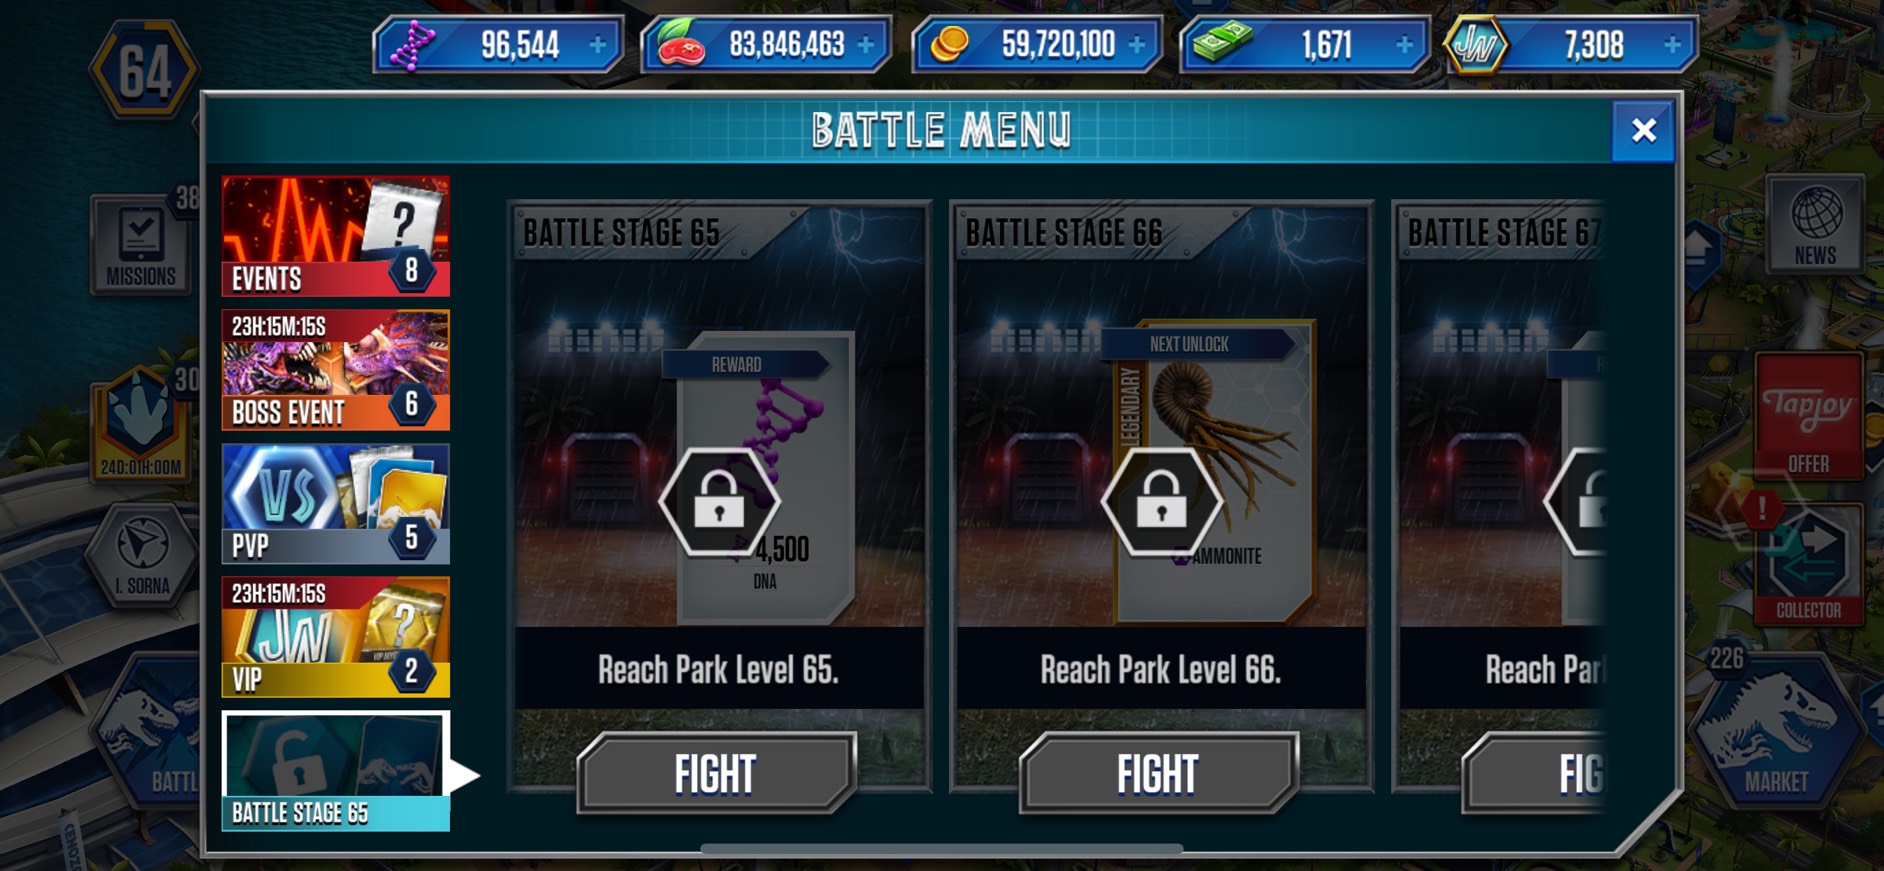 64
96,544
83,846,463
59,720,100
1,671
JW
7,308
BATTLE MENU
38
MISSIONS
30
24D:01H:00M
I. SORNA
BATTL
CENOZO
?
EVENTS
8
23H:15M:15S
BOSS EVENT
6
VS
PVP
5
23H:15M:15S
JW
?
VIP
2
BATTLE STAGE 65
BATTLE STAGE 65
REWARD
4,500
DNA
Reach Park Level 65.
FIGHT
BATTLE STAGE 66
NEXT UNLOCK
LEGENDARY
AMMONITE
Reach Park Level 66.
FIGHT
BATTLE STAGE 67
R
Reach Par
FIG
NEWS
Tapjoy
OFFER
!
COLLECTOR
226
MARKET